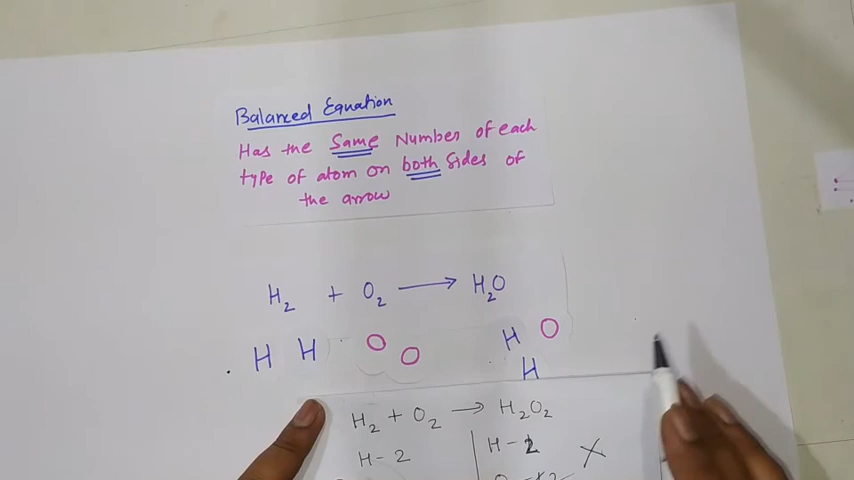 Balanced Equation
Has the Same Number of each
type of atom on both sides of
the arrow
H₂ + O₂ ⟶ H₂O
H H O O H O
H
H₂ + O₂ ⟶ H₂O₂
H - 2 H - 2 X